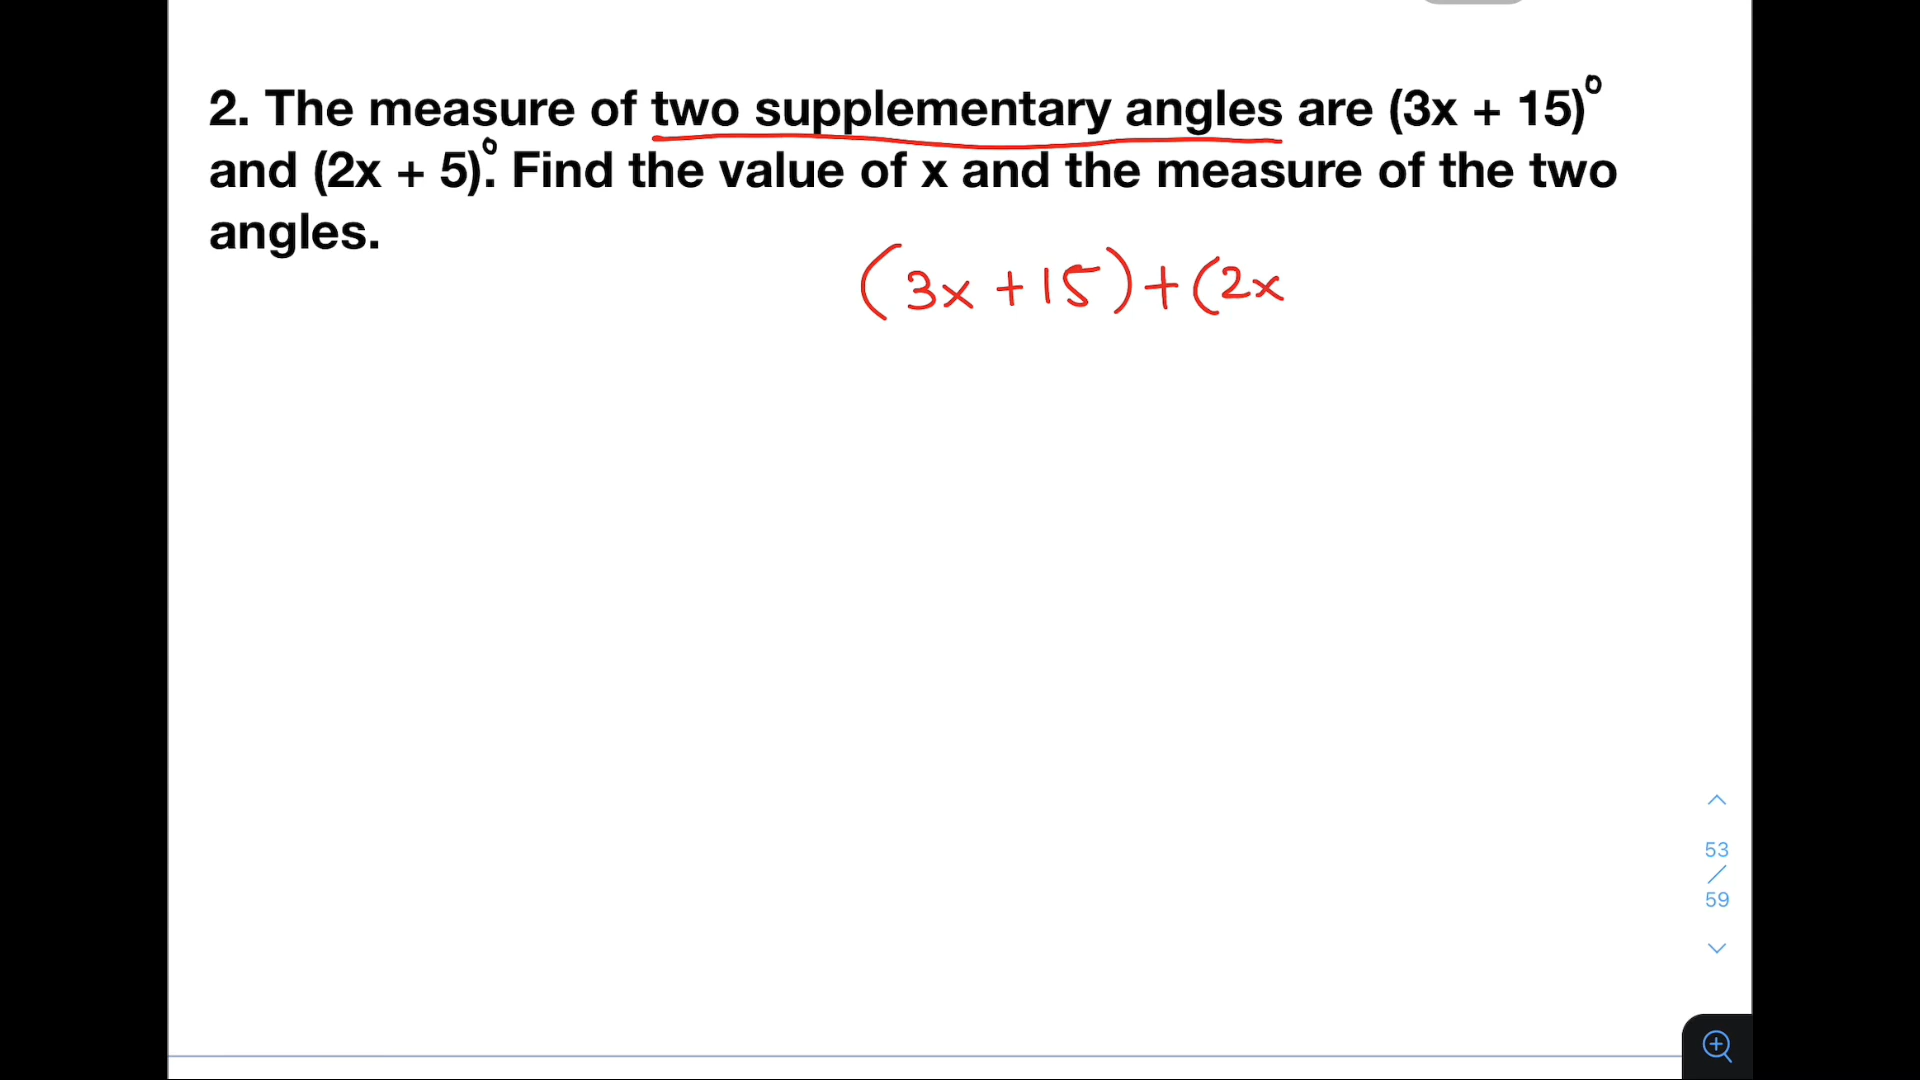 2. The measure of two supplementary angles are (3x + 15)°
and (2x + 5)°. Find the value of x and the measure of the two
angles.
(3x + 15) + (2x
53
/
59